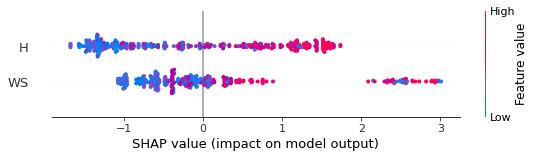 High
H
WS
Feature value
Low
−1
0
1
2
3
SHAP value (impact on model output)